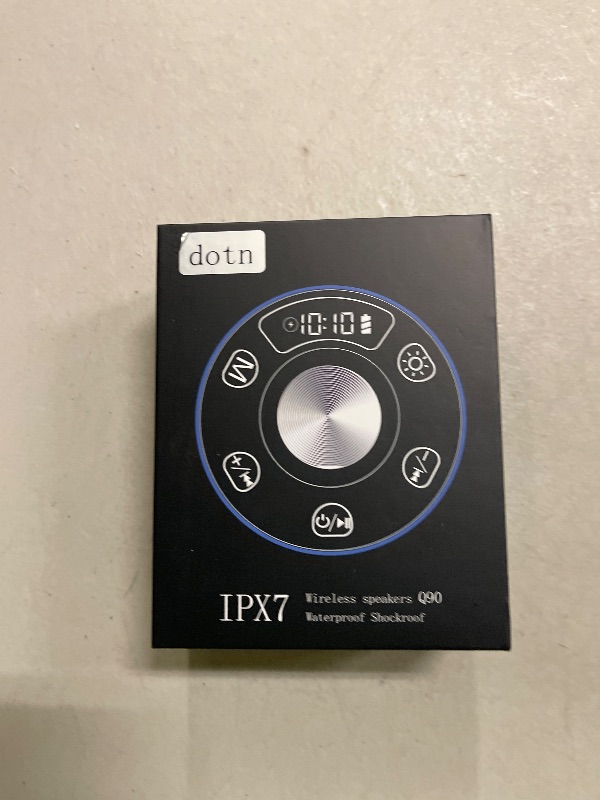 dotn
10:10
M
+/
-/
IPX7
Wireless speakers Q90
Waterproof Shockroof